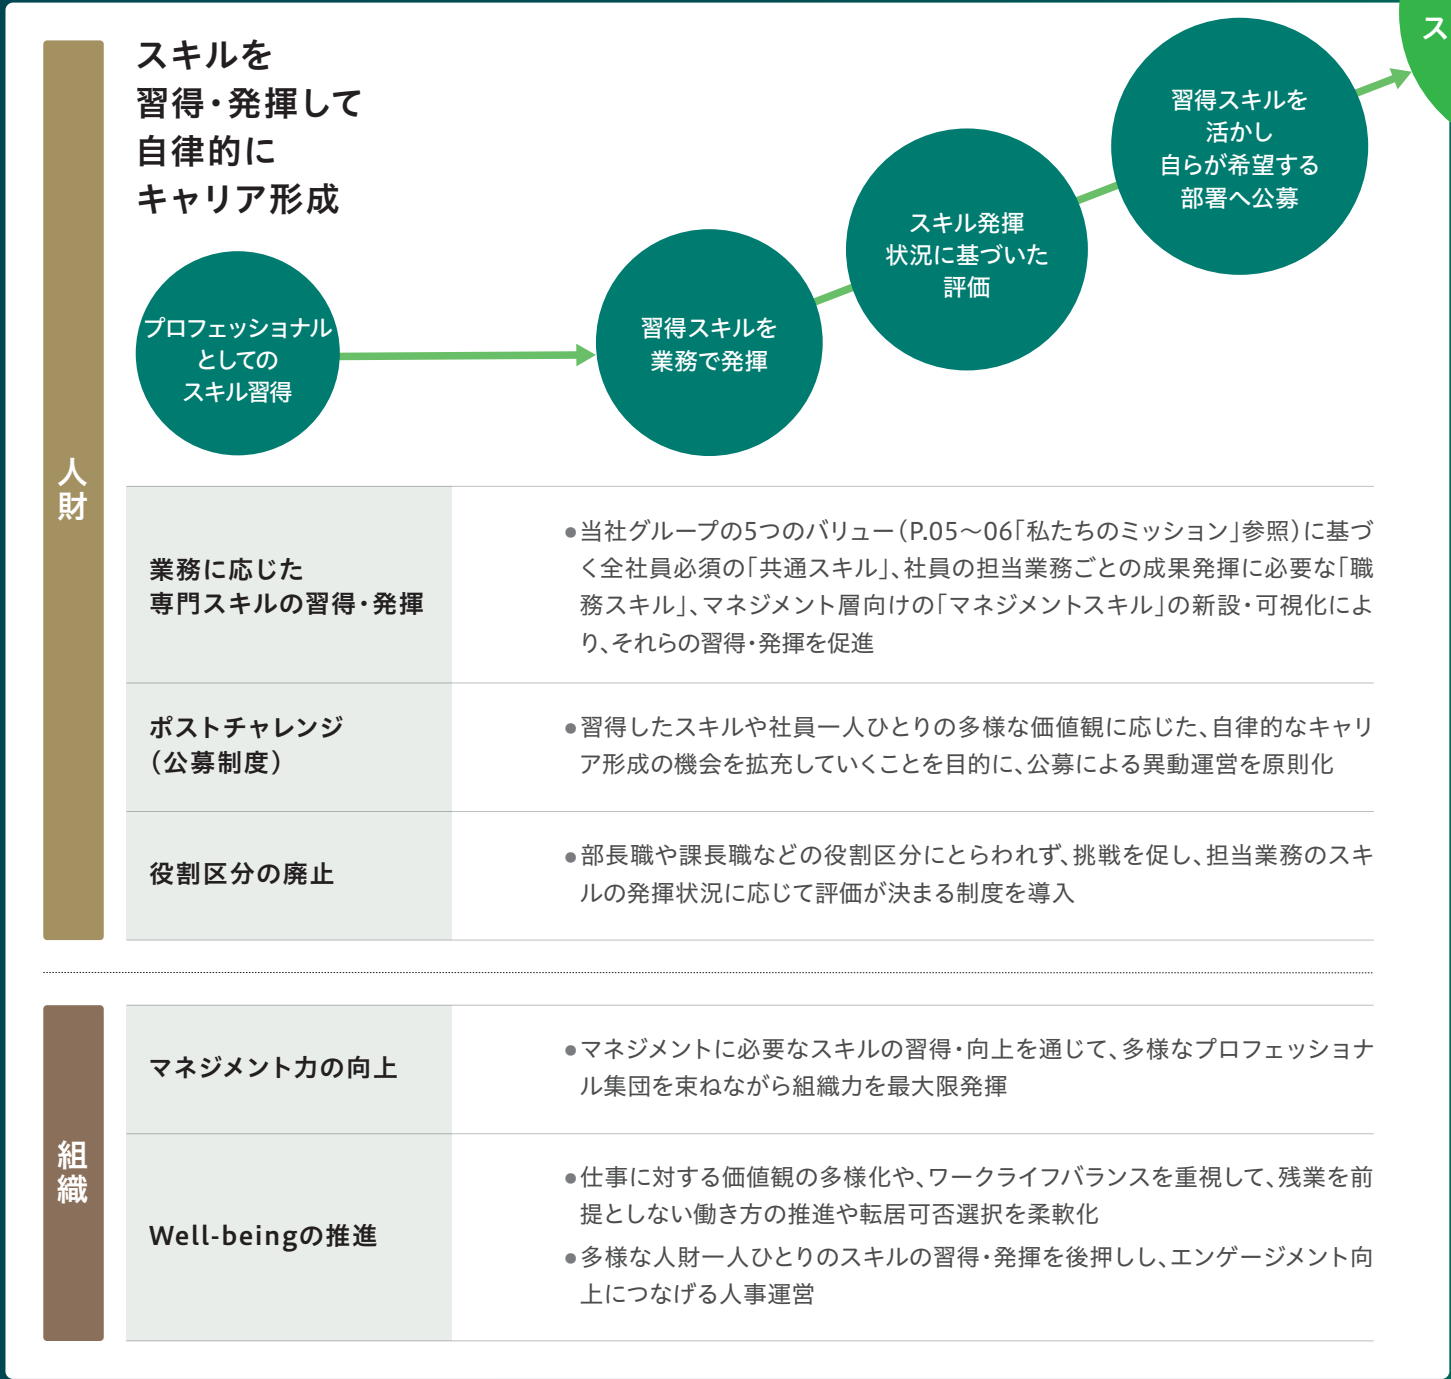 スキルを
習得・発揮して
自律的に
キャリア形成
プロフェッショナル
としての
スキル習得
習得スキルを
業務で発揮
スキル発揮
状況に基づいた
評価
習得スキルを
活かし
自らが希望する
部署へ公募
ス
人財
業務に応じた
専門スキルの習得・発揮
●当社グループの5つのバリュー（P.05～06「私たちのミッション」参照）に基づ
く全社員必須の「共通スキル」、社員の担当業務ごとの成果発揮に必要な「職
務スキル」、マネジメント層向けの「マネジメントスキル」の新設・可視化によ
り、それらの習得・発揮を促進
ポストチャレンジ
（公募制度）
●習得したスキルや社員一人ひとりの多様な価値観に応じた、自律的なキャリ
ア形成の機会を拡充していくことを目的に、公募による異動運営を原則化
役割区分の廃止
●部長職や課長職などの役割区分にとらわれず、挑戦を促し、担当業務のスキ
ルの発揮状況に応じて評価が決まる制度を導入
組織
マネジメント力の向上
●マネジメントに必要なスキルの習得・向上を通じて、多様なプロフェッショナ
ル集団を束ねながら組織力を最大限発揮
Well-beingの推進
●仕事に対する価値観の多様化や、ワークライフバランスを重視して、残業を前
提としない働き方の推進や転居可否選択を柔軟化
●多様な人財一人ひとりのスキルの習得・発揮を後押しし、エンゲージメント向
上につなげる人事運営